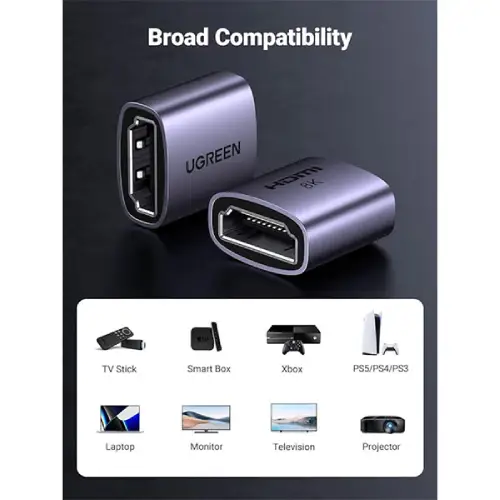 Broad Compatibility
UGREEN
HDMI
8K
TV Stick
Smart Box
Xbox
PS5/PS4/PS3
Laptop
Monitor
Television
Projector